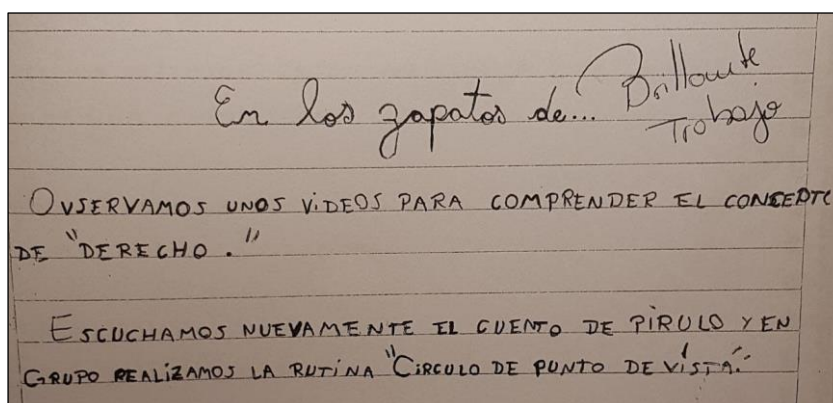 En los zapatos de... Brillante
Trabajo
OVSERVAMOS UNOS VIDEOS PARA COMPRENDER EL CONSEPTO
DE "DERECHO."
ESCUCHAMOS NUEVAMENTE EL CUENTO DE PIRULO Y EN
GRUPO REALIZAMOS LA RUTINA "CIRCULO DE PUNTO DE VISTA."